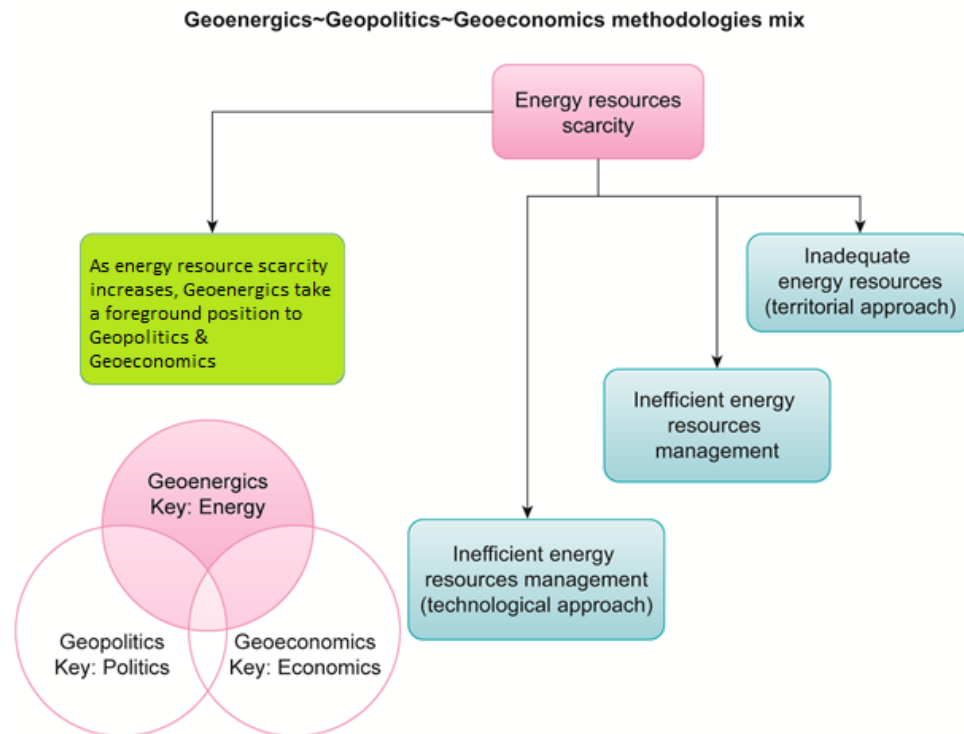 Geoenergics~Geopolitics~Geoeconomics methodologies mix
Energy resources
scarcity
As energy resource scarcity
increases, Geoenergics take
a foreground position to
Geopolitics &
Geoeconomics
Inadequate
energy resources
(territorial approach)
Inefficient energy
resources
management
Inefficient energy
resources management
(technological approach)
Geoenergics
Key: Energy
Geopolitics
Key: Politics
Geoeconomics
Key: Economics